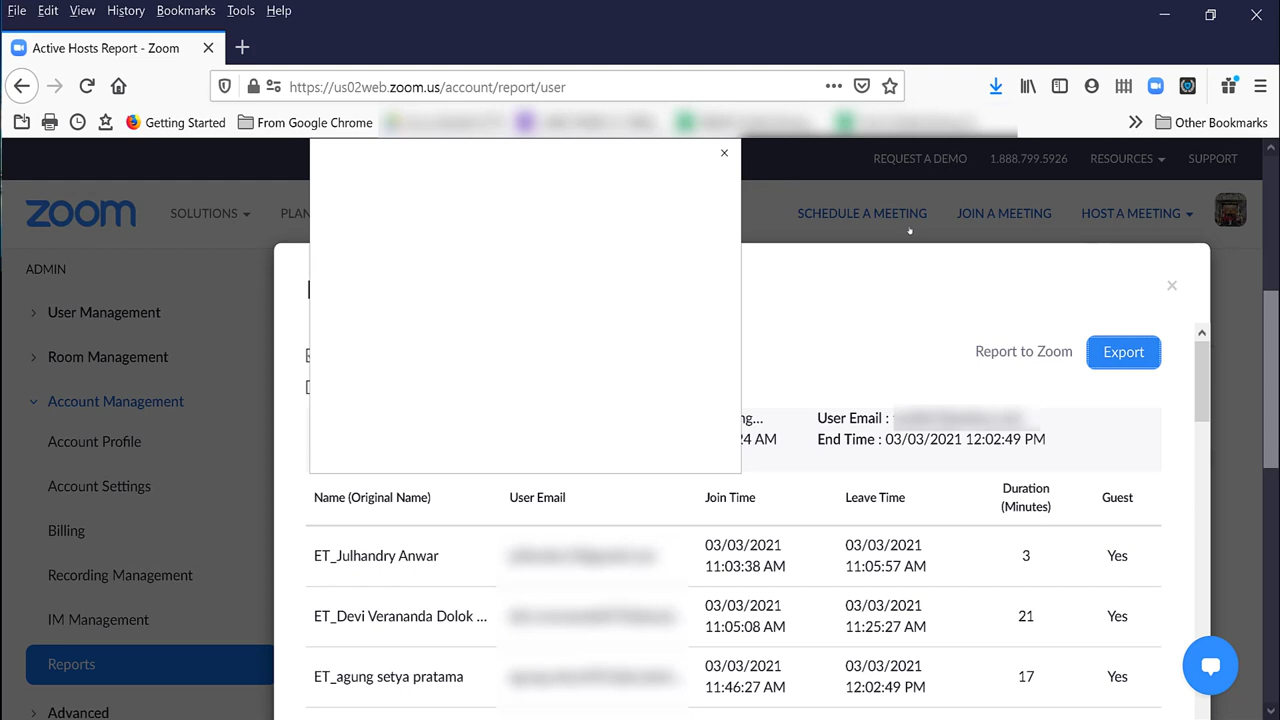 File Edit View History Bookmarks Tools Help
Active Hosts Report - Zoom
https://us02web.zoom.us/account/report/user
Getting Started From Google Chrome Other Bookmarks
REQUEST A DEMO 1.888.799.5926 RESOURCES SUPPORT
zoom SOLUTIONS PLAN SCHEDULE A MEETING JOIN A MEETING HOST A MEETING
ADMIN
User Management
Room Management
Account Management
Account Profile
Account Settings
Billing
Recording Management
IM Management
Reports
Advanced
Report to Zoom Export
ng... User Email :
24 AM End Time : 03/03/2021 12:02:49 PM
Name (Original Name) User Email Join Time Leave Time Duration (Minutes) Guest
ET_Julhandry Anwar 03/03/2021 11:03:38 AM 03/03/2021 11:05:57 AM 3 Yes
ET_Devi Verananda Dolok ... 03/03/2021 11:05:08 AM 03/03/2021 11:25:27 AM 21 Yes
ET_agung setya pratama 03/03/2021 11:46:27 AM 03/03/2021 12:02:49 PM 17 Yes